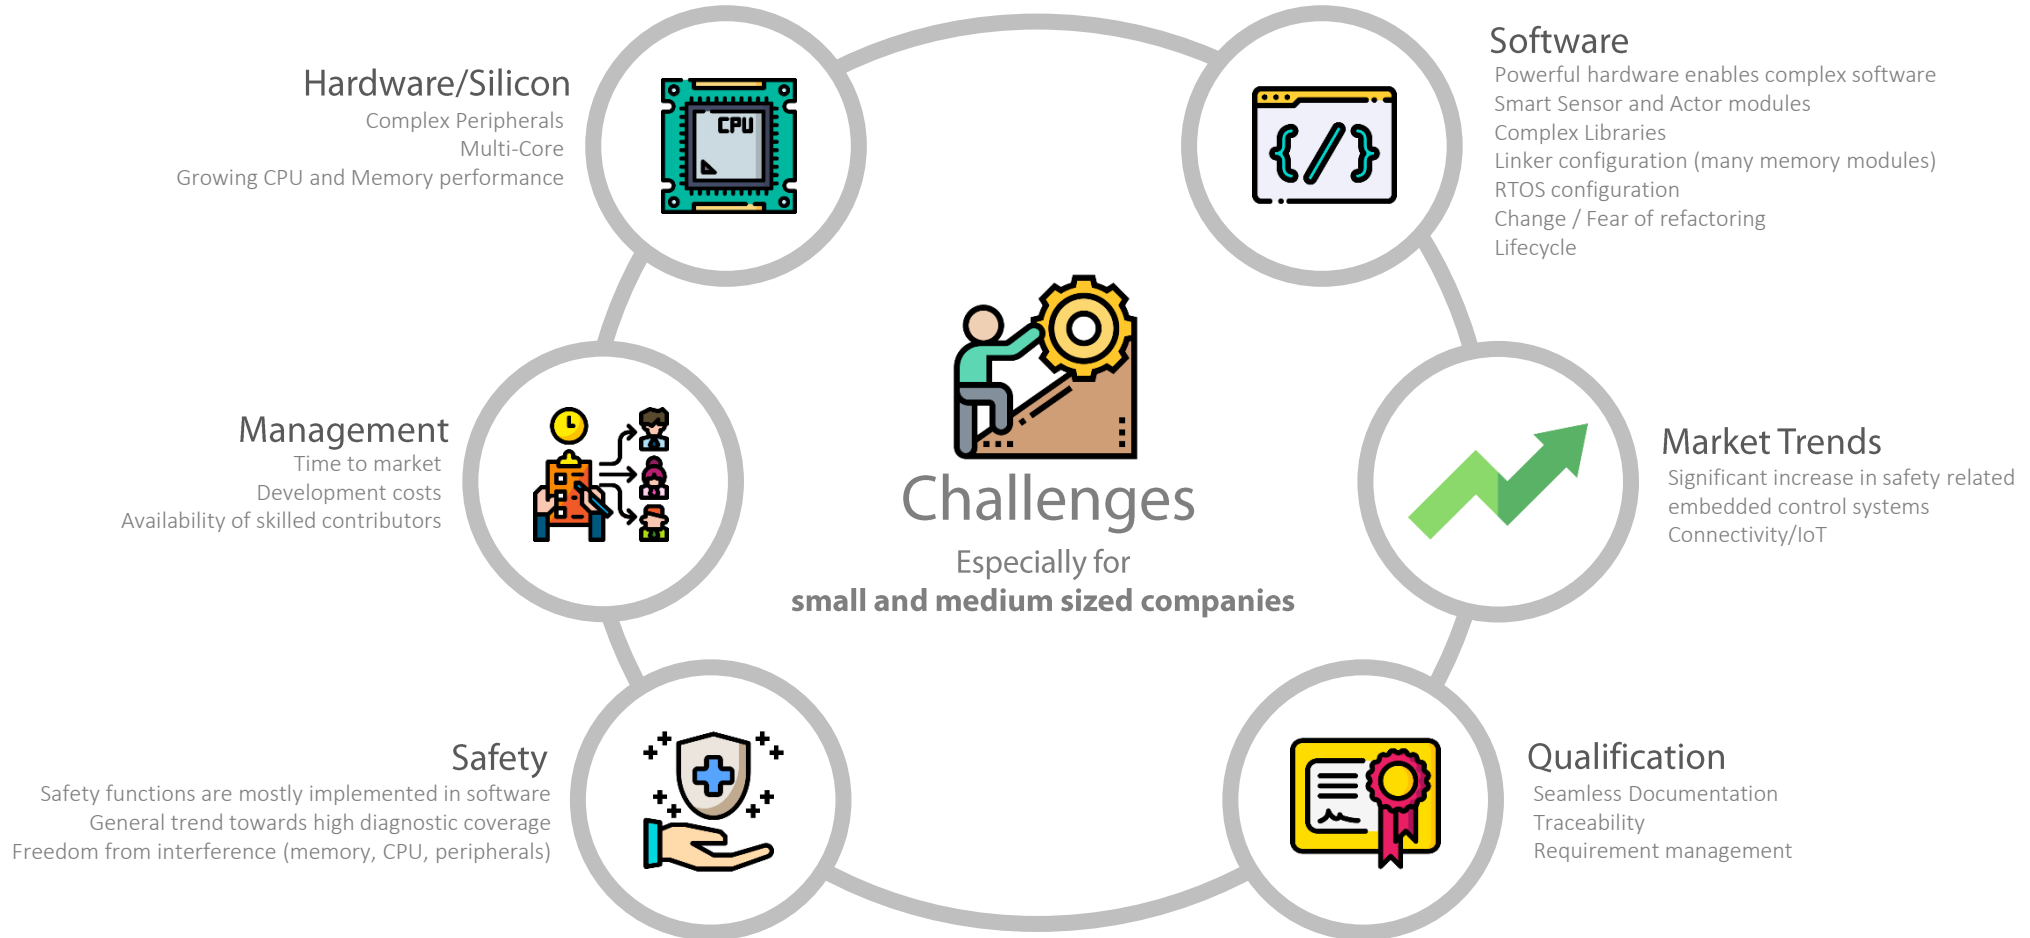 Hardware/Silicon
Complex Peripherals
Multi-Core
Growing CPU and Memory performance
CPU
Software
Powerful hardware enables complex software
Smart Sensor and Actor modules
Complex Libraries
Linker configuration (many memory modules)
RTOS configuration
Change / Fear of refactoring
Lifecycle
Management
Time to market
Development costs
Availability of skilled contributors
Challenges
Especially for
small and medium sized companies
Market Trends
Significant increase in safety related
embedded control systems
Connectivity/IoT
Safety
Safety functions are mostly implemented in software
General trend towards high diagnostic coverage
Freedom from interference (memory, CPU, peripherals)
Qualification
Seamless Documentation
Traceability
Requirement management